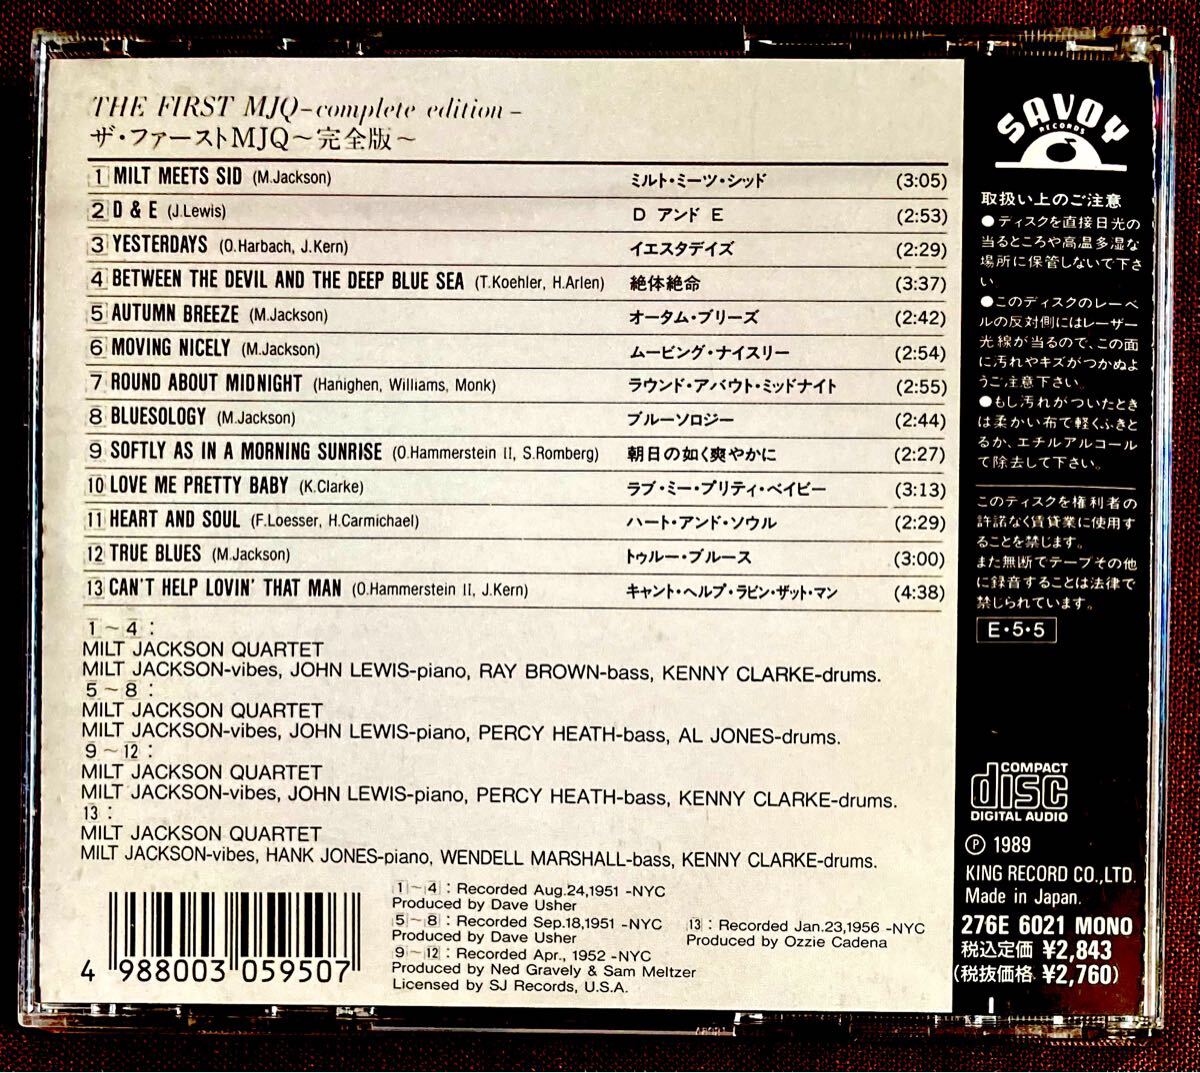 THE FIRST MJQ–complete edition–
ザ・ファーストMJQ〜完全版〜
1 MILT MEETS SID (M.Jackson) ミルト・ミーツ・シッド (3:05)
2 D & E (J.Lewis) D アンド E (2:53)
3 YESTERDAYS (O.Harbach, J.Kern) イエスタデイズ (2:29)
4 BETWEEN THE DEVIL AND THE DEEP BLUE SEA (T.Koehler, H.Arlen) 絶体絶命 (3:37)
5 AUTUMN BREEZE (M.Jackson) オータム・ブリーズ (2:42)
6 MOVING NICELY (M.Jackson) ムービング・ナイスリー (2:54)
7 ROUND ABOUT MIDNIGHT (Hanighen, Williams, Monk) ラウンド・アバウト・ミッドナイト (2:55)
8 BLUESOLOGY (M.Jackson) ブルーソロジー (2:44)
9 SOFTLY AS IN A MORNING SUNRISE (O.Hammerstein II, S.Romberg) 朝日の如く爽やかに (2:27)
10 LOVE ME PRETTY BABY (K.Clarke) ラブ・ミー・プリティ・ベイビー (3:13)
11 HEART AND SOUL (F.Loesser, H.Carmichael) ハート・アンド・ソウル (2:29)
12 TRUE BLUES (M.Jackson) トゥルー・ブルース (3:00)
13 CAN'T HELP LOVIN' THAT MAN (O.Hammerstein II, J.Kern) キャント・ヘルプ・ラビン・ザット・マン (4:38)
1〜4:
MILT JACKSON QUARTET
MILT JACKSON-vibes, JOHN LEWIS-piano, RAY BROWN-bass, KENNY CLARKE-drums.
5〜8:
MILT JACKSON QUARTET
MILT JACKSON-vibes, JOHN LEWIS-piano, PERCY HEATH-bass, AL JONES-drums.
9〜12:
MILT JACKSON QUARTET
MILT JACKSON-vibes, JOHN LEWIS-piano, PERCY HEATH-bass, KENNY CLARKE-drums.
13:
MILT JACKSON QUARTET
MILT JACKSON-vibes, HANK JONES-piano, WENDELL MARSHALL-bass, KENNY CLARKE-drums.
1〜4: Recorded Aug.24,1951 -NYC
Produced by Dave Usher
5〜8: Recorded Sep.18,1951 -NYC
Produced by Dave Usher
9〜12: Recorded Apr., 1952 -NYC
Produced by Ned Gravely & Sam Meltzer
Licensed by SJ Records, U.S.A.
13: Recorded Jan.23,1956 -NYC
Produced by Ozzie Cadena
4 988003 059507
SAVOY
RECORDS
取扱い上のご注意
●ディスクを直接日光の
当るところや高温多湿な
場所に保管しないで下さ
い。
●このディスクのレーベ
ルの反対側にはレーザー
光線が当るので、この面
に汚れやキズがつかぬよ
うご注意下さい。
●もし汚れがついたとき
は柔かい布で軽くふきと
るか、エチルアルコール
で除去して下さい。
このディスクを権利者の
許諾なく賃貸業に使用す
ることを禁じます。
また無断でテープその他
に録音することは法律で
禁じられています。
E・5・5
COMPACT
disc
DIGITAL AUDIO
Ⓟ 1989
KING RECORD CO.,LTD.
Made in Japan.
276E 6021 MONO
税込定価 ¥2,843
(税抜価格 ¥2,760)